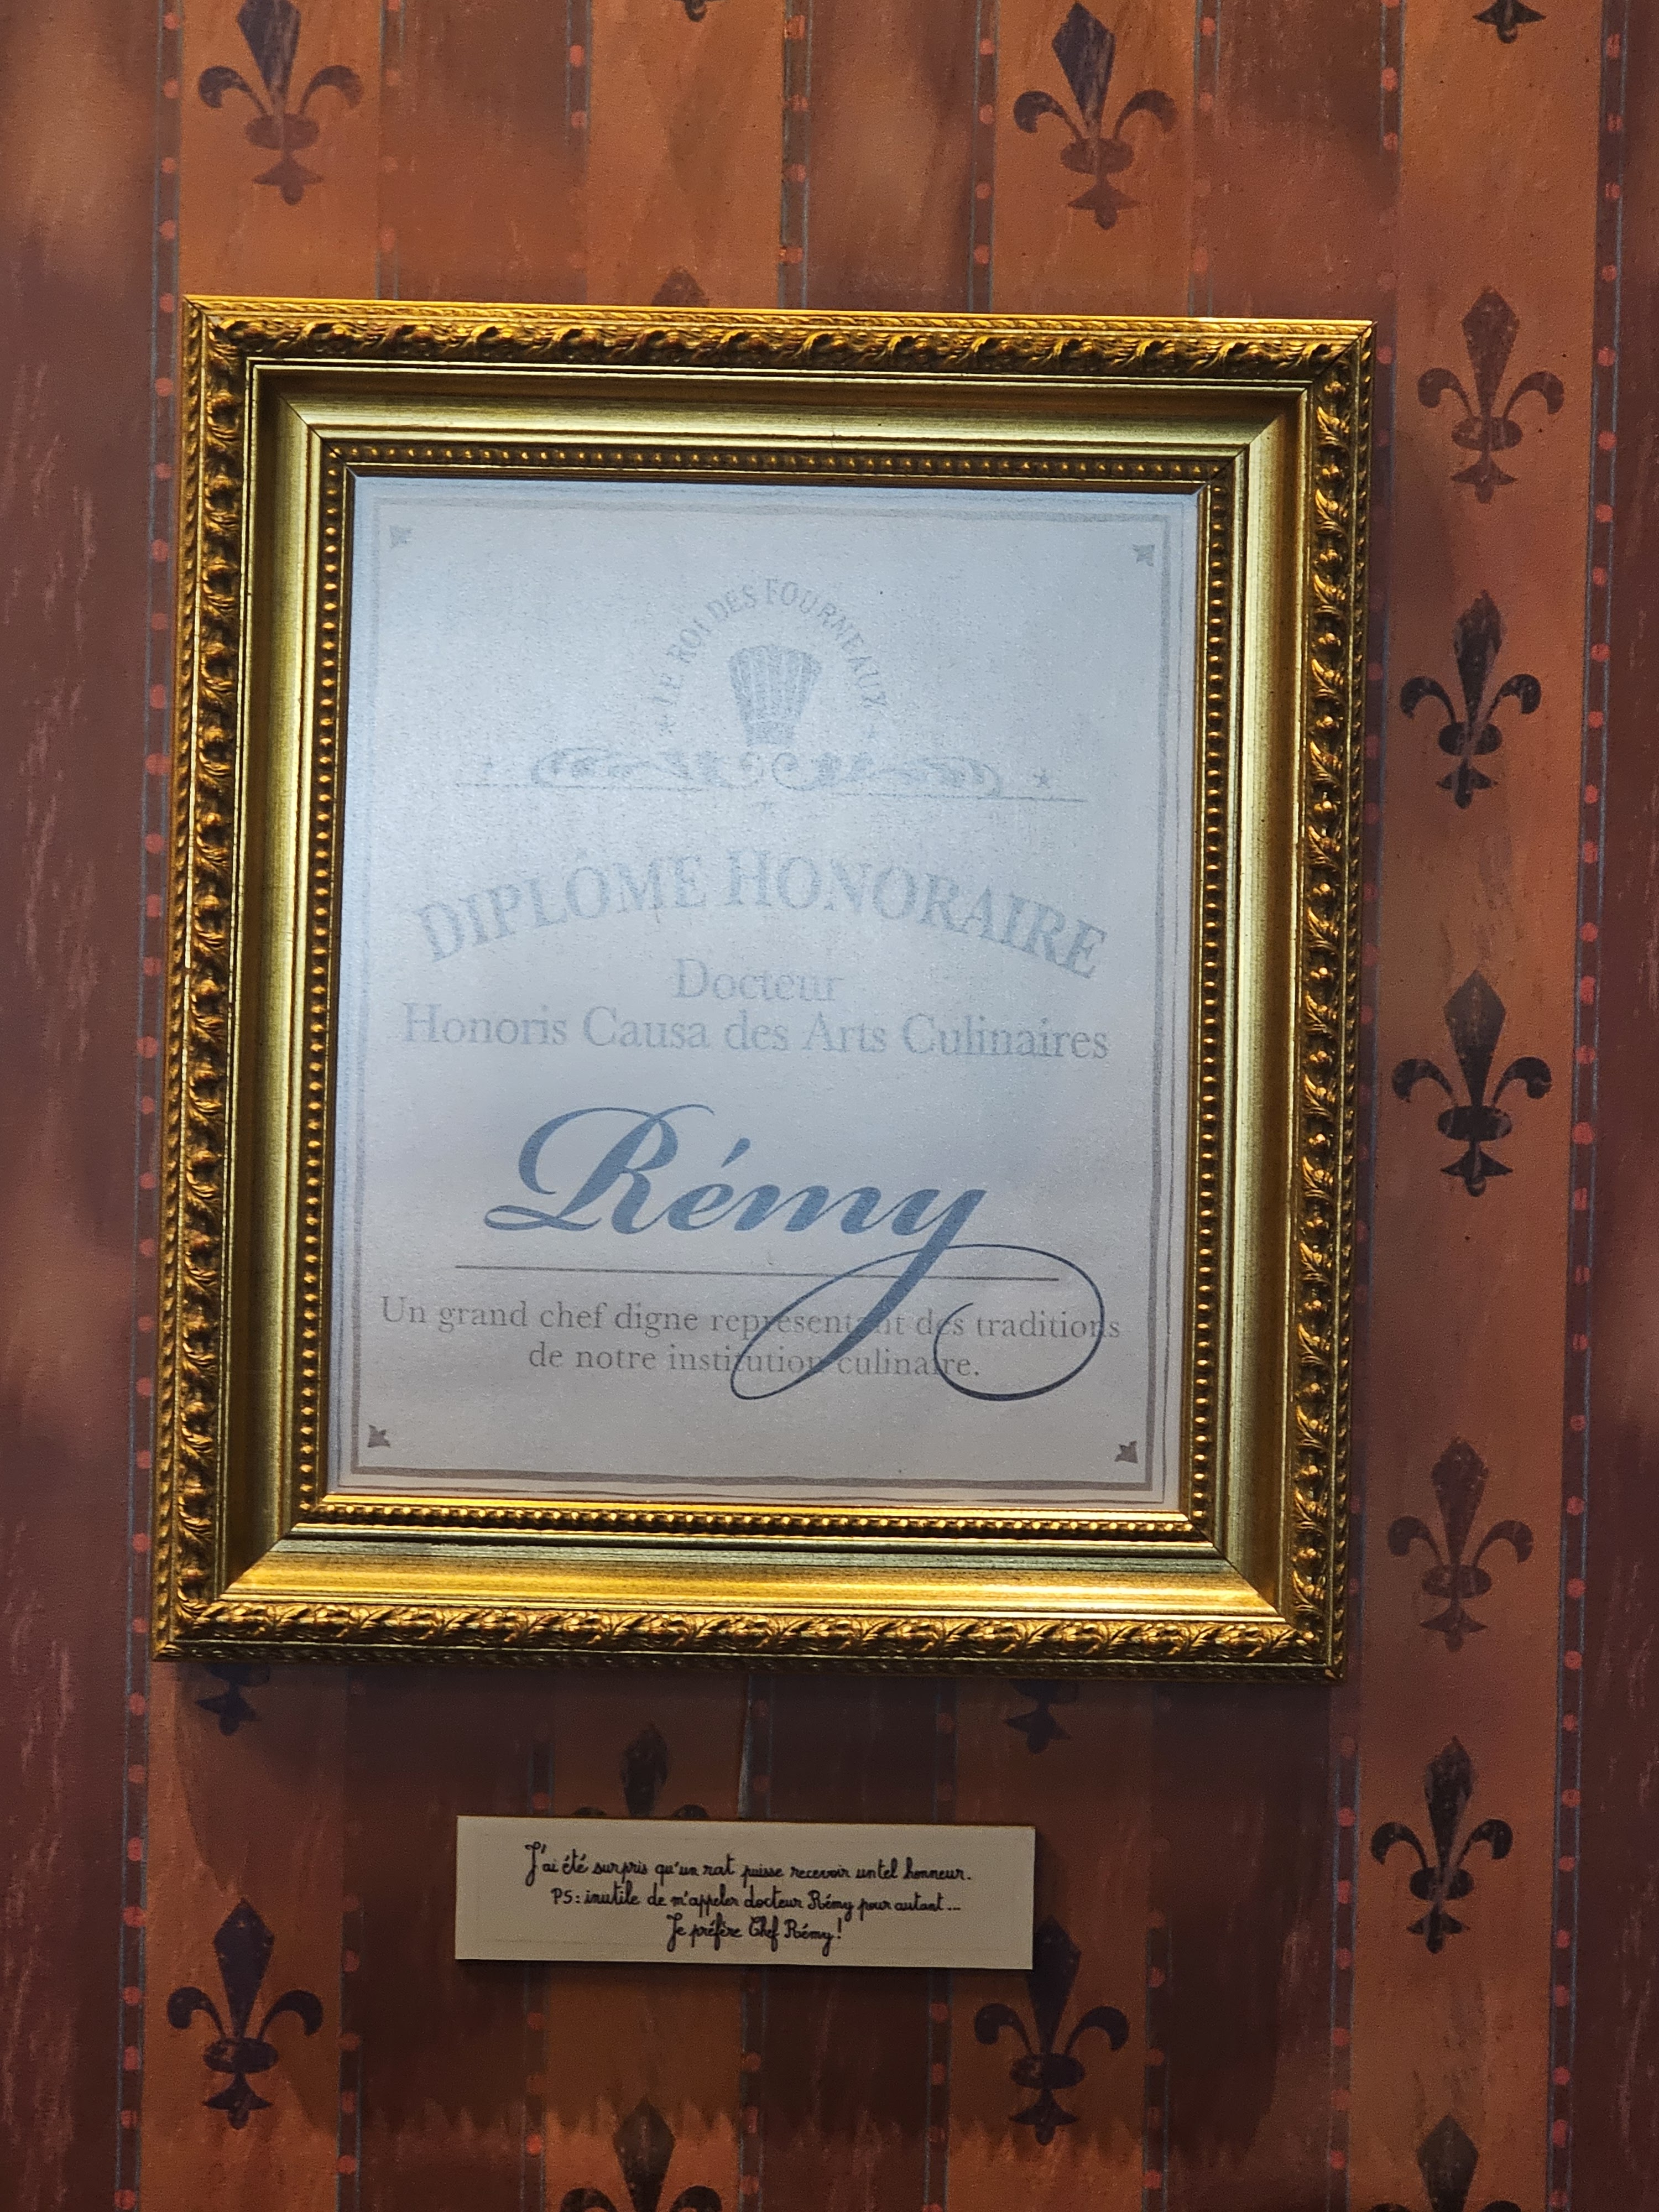 LE ROI DES FOURNEAUX
DIPLÔME HONORAIRE
Docteur
Honoris Causa des Arts Culinaires
Rémy
Un grand chef digne représentant des traditions
de notre institution culinaire.
J'ai été surpris qu'un rat puisse recevoir un tel honneur.
PS: inutile de m'appeler docteur Rémy pour autant...
Je préfère Chef Rémy!